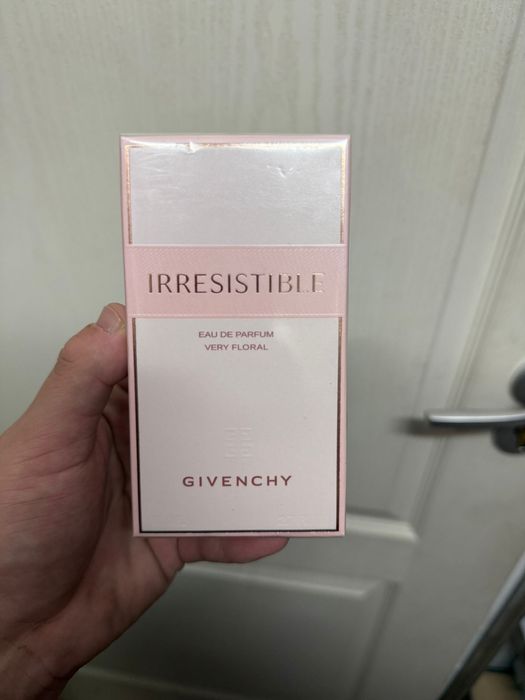 IRRESISTIBLE
EAU DE PARFUM
VERY FLORAL
GIVENCHY